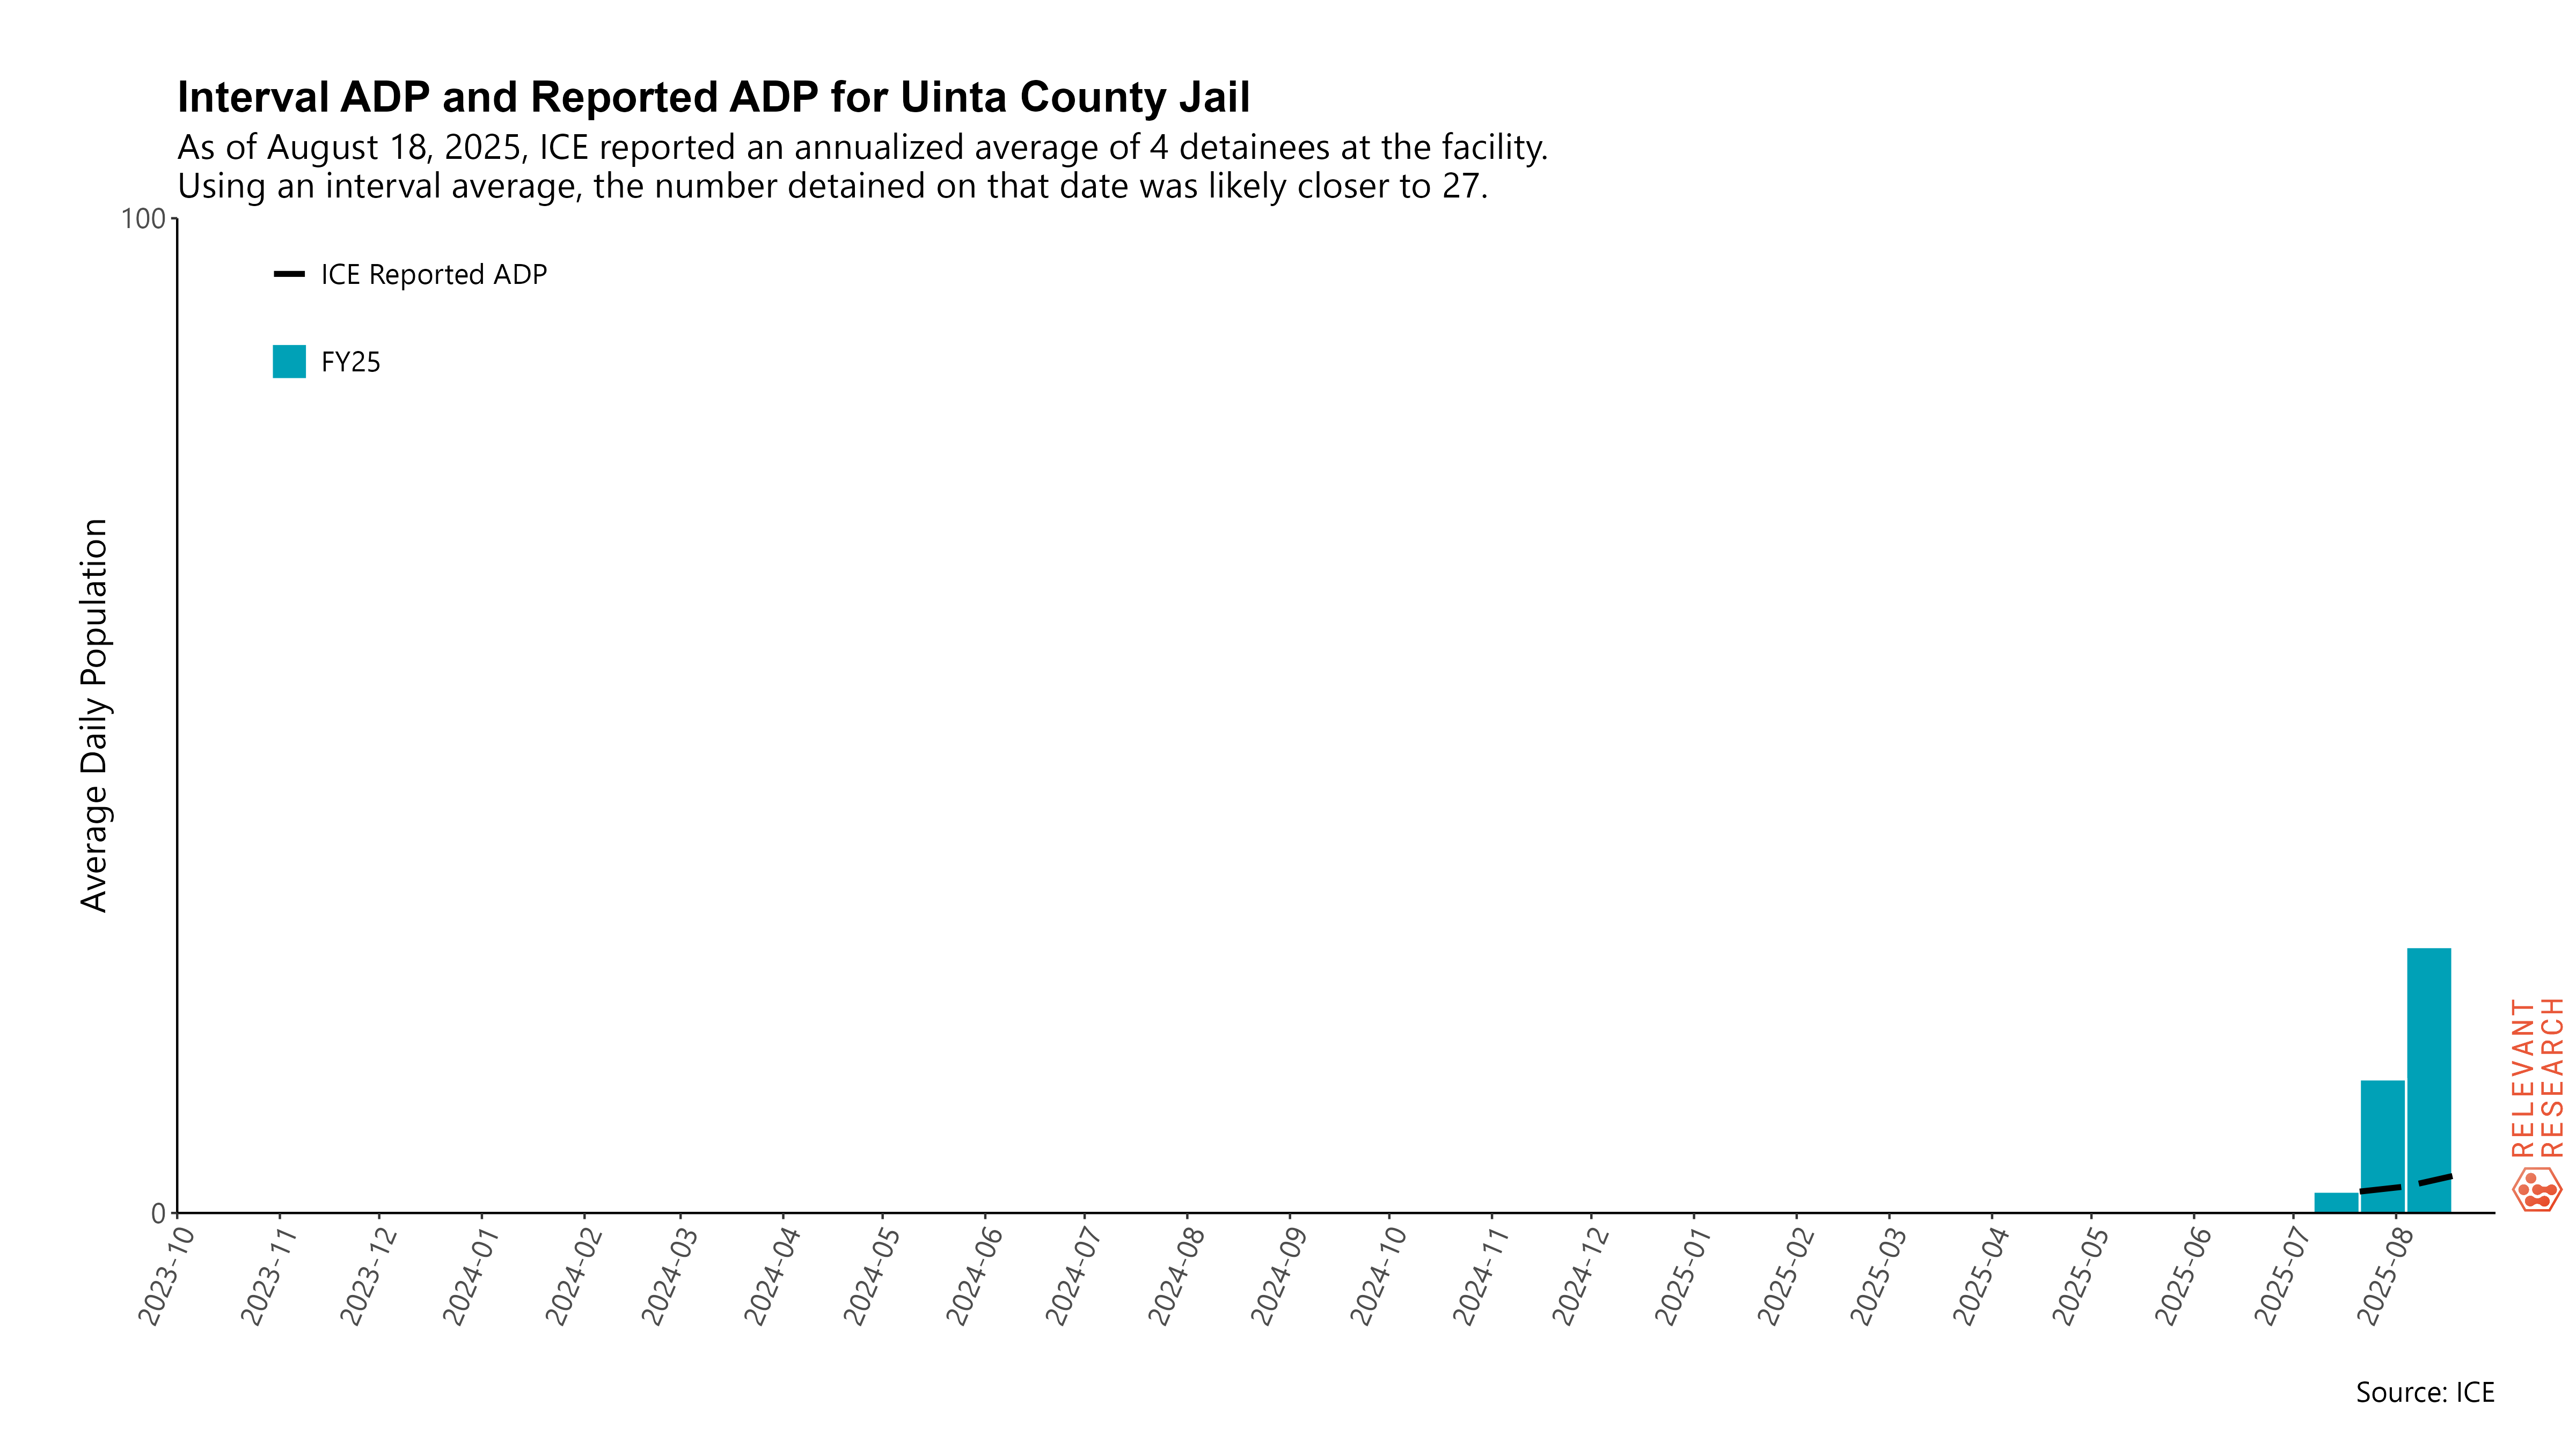 Interval ADP and Reported ADP for Uinta County Jail
As of August 18, 2025, ICE reported an annualized average of 4 detainees at the facility.
Using an interval average, the number detained on that date was likely closer to 27.
100
ICE Reported ADP
FY25
Average Daily Population
0
2023-10
2023-11
2023-12
2024-01
2024-02
2024-03
2024-04
2024-05
2024-06
2024-07
2024-08
2024-09
2024-10
2024-11
2024-12
2025-01
2025-02
2025-03
2025-04
2025-05
2025-06
2025-07
2025-08
RELEVANT
RESEARCH
Source: ICE